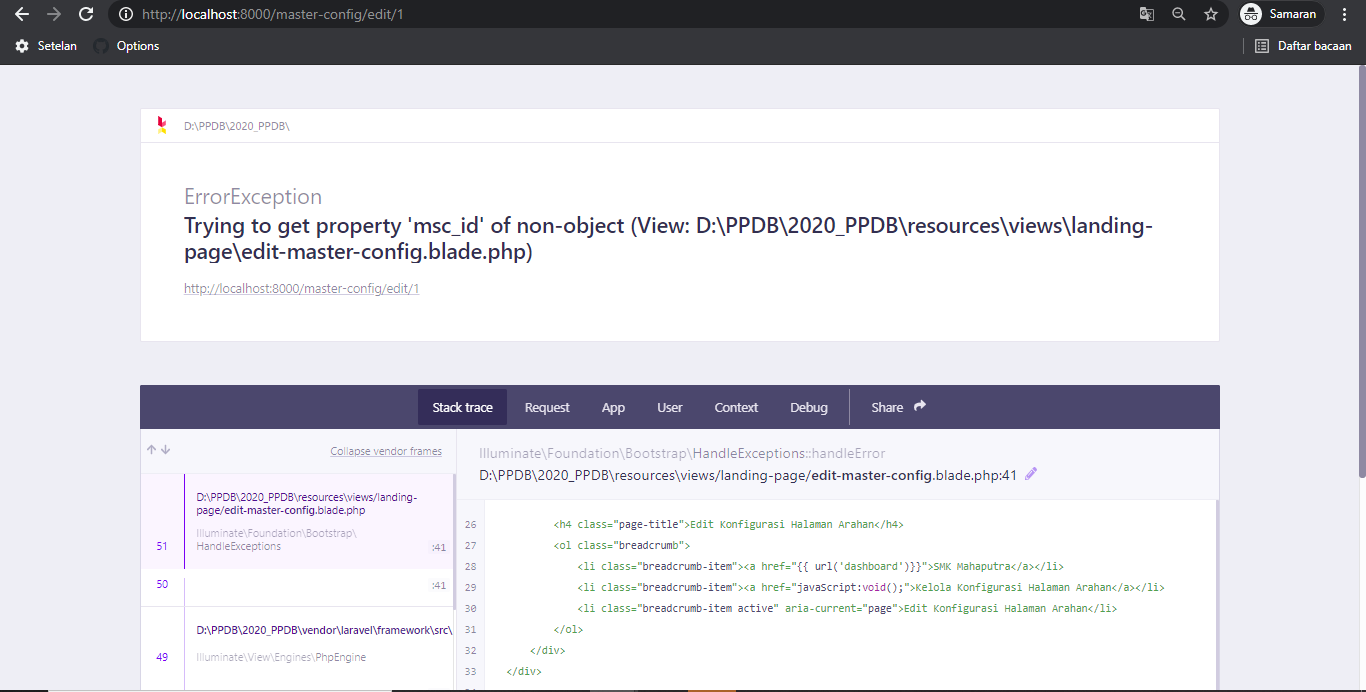 http://localhost:8000/master-config/edit/1
Samaran
Setelan
Options
Daftar bacaan
D:\PPDB\2020_PPDB\
ErrorException
Trying to get property 'msc_id' of non-object (View: D:\PPDB\2020_PPDB\resources\views\landing-
page\edit-master-config.blade.php)
http://localhost:8000/master-config/edit/1
Stack trace
Request
App
User
Context
Debug
Share
Collapse vendor frames
D:\PPDB\2020_PPDB\resources\views/landing-
page/edit-master-config.blade.php
Illuminate\Foundation\Bootstrap\
51 HandleExceptions :41
50 :41
D:\PPDB\2020_PPDB\vendor\laravel\framework\src\
49 Illuminate\View\Engines\PhpEngine
Illuminate\Foundation\Bootstrap\HandleExceptions::handleError
D:\PPDB\2020_PPDB\resources\views/landing-page/edit-master-config.blade.php:41
26 <h4 class="page-title">Edit Konfigurasi Halaman Arahan</h4>
27 <ol class="breadcrumb">
28 <li class="breadcrumb-item"><a href="{{ url('dashboard')}}">SMK Mahaputra</a></li>
29 <li class="breadcrumb-item"><a href="javaScript:void();">Kelola Konfigurasi Halaman Arahan</a></li>
30 <li class="breadcrumb-item active" aria-current="page">Edit Konfigurasi Halaman Arahan</li>
31 </ol>
32 </div>
33 </div>